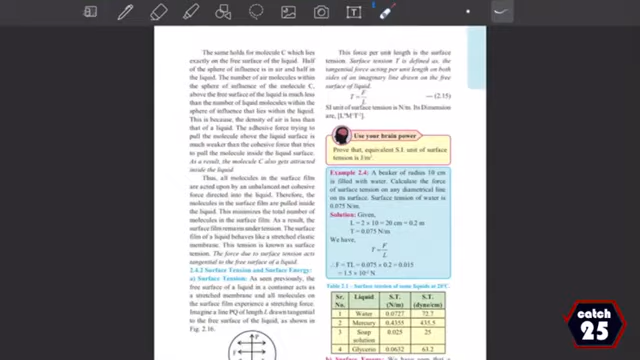 The same holds for molecule C which lies
exactly on the free surface of the liquid. Half
of the sphere of influence is in air and half in
the liquid. The number of air molecules within
the sphere of influence of the molecule C,
above the free surface of the liquid is much less
than the number of liquid molecules within the
sphere of influence that lies within the liquid.
This is because, the density of air is less than
that of a liquid. The adhesive force trying to
pull the molecule above the liquid surface is
much weaker than the cohesive force that tries
to pull the molecule inside the liquid surface.
As a result, the molecule C also gets attracted
inside the liquid.
Thus, all molecules in the surface film
are acted upon by an unbalanced net cohesive
force directed into the liquid. Therefore, the
molecules in the surface film are pulled inside
the liquid. This minimizes the total number of
molecules in the surface film. As a result, the
surface film remains under tension. The surface
film of a liquid behaves like a stretched elastic
membrane. This tension is known as surface
tension. The force due to surface tension acts
tangential to the free surface of a liquid.
2.4.2 Surface Tension and Surface Energy:
a) Surface Tension: As seen previously, the
free surface of a liquid in a container acts as
a stretched membrane and all molecules on
the surface film experience a stretching force.
Imagine a line PQ of length L drawn tangential
to the free surface of the liquid, as shown in
Fig. 2.16.
F
This force per unit length is the surface
tension. Surface tension T is defined as, the
tangential force acting per unit length on both
sides of an imaginary line drawn on the free
surface of liquid.
T = F/L --- (2.15)
SI unit of surface tension is N/m. Its Dimension
are, [L⁰M¹T⁻²].
Use your brain power
Prove that, equivalent S.I. unit of surface
tension is J/m².
Example 2.4: A beaker of radius 10 cm
is filled with water. Calculate the force
of surface tension on any diametrical line
on its surface. Surface tension of water is
0.075 N/m.
Solution: Given,
L = 2 × 10 = 20 cm = 0.2 m
T = 0.075 N/m
We have,
T = F/L
∴ F = TL = 0.075 × 0.2 = 0.015
= 1.5 × 10⁻² N
Table 2.1 : Surface tension of some liquids at 20°C.
Sr. No. Liquid S.T. (N/m) S.T. (dyne/cm)
1 Water 0.0727 72.7
2 Mercury 0.4355 435.5
3 Soap solution 0.025 25
4 Glycerin 0.0632 63.2
b) Surface Energy: We have seen that a
catch
25